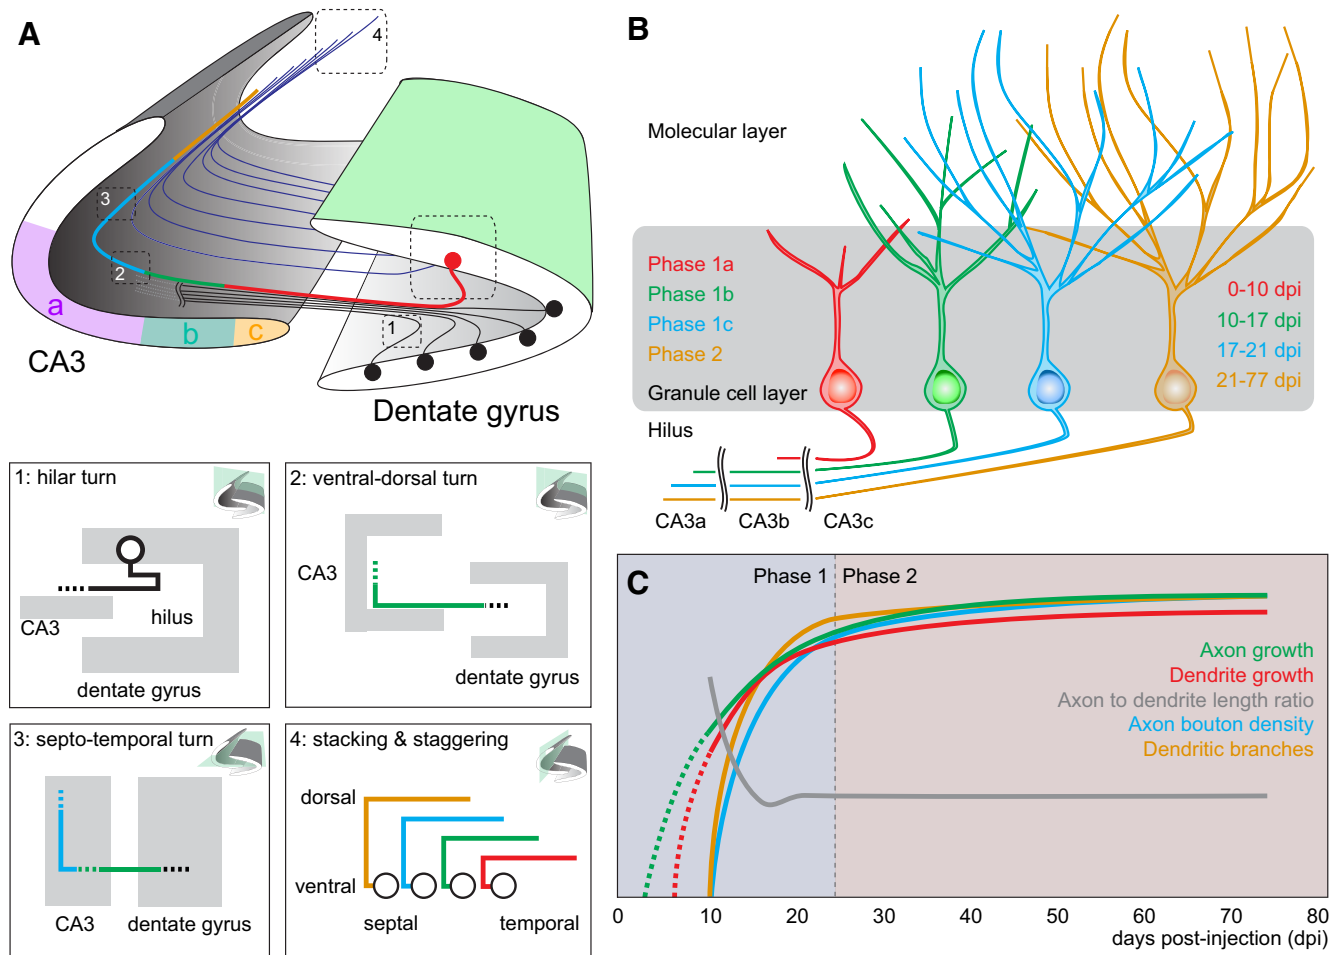 A
4
3
2
1
a
b
c
CA3
Dentate gyrus
1: hilar turn
CA3
hilus
dentate gyrus
2: ventral-dorsal turn
CA3
dentate gyrus
3: septo-temporal turn
CA3
dentate gyrus
4: stacking & staggering
dorsal
ventral
septal
temporal
B
Molecular layer
Phase 1a
Phase 1b
Phase 1c
Phase 2
0-10 dpi
10-17 dpi
17-21 dpi
21-77 dpi
Granule cell layer
Hilus
CA3a
CA3b
CA3c
C
Phase 1
Phase 2
Axon growth
Dendrite growth
Axon to dendrite length ratio
Axon bouton density
Dendritic branches
0 10 20 30 40 50 60 70 80
days post-injection (dpi)